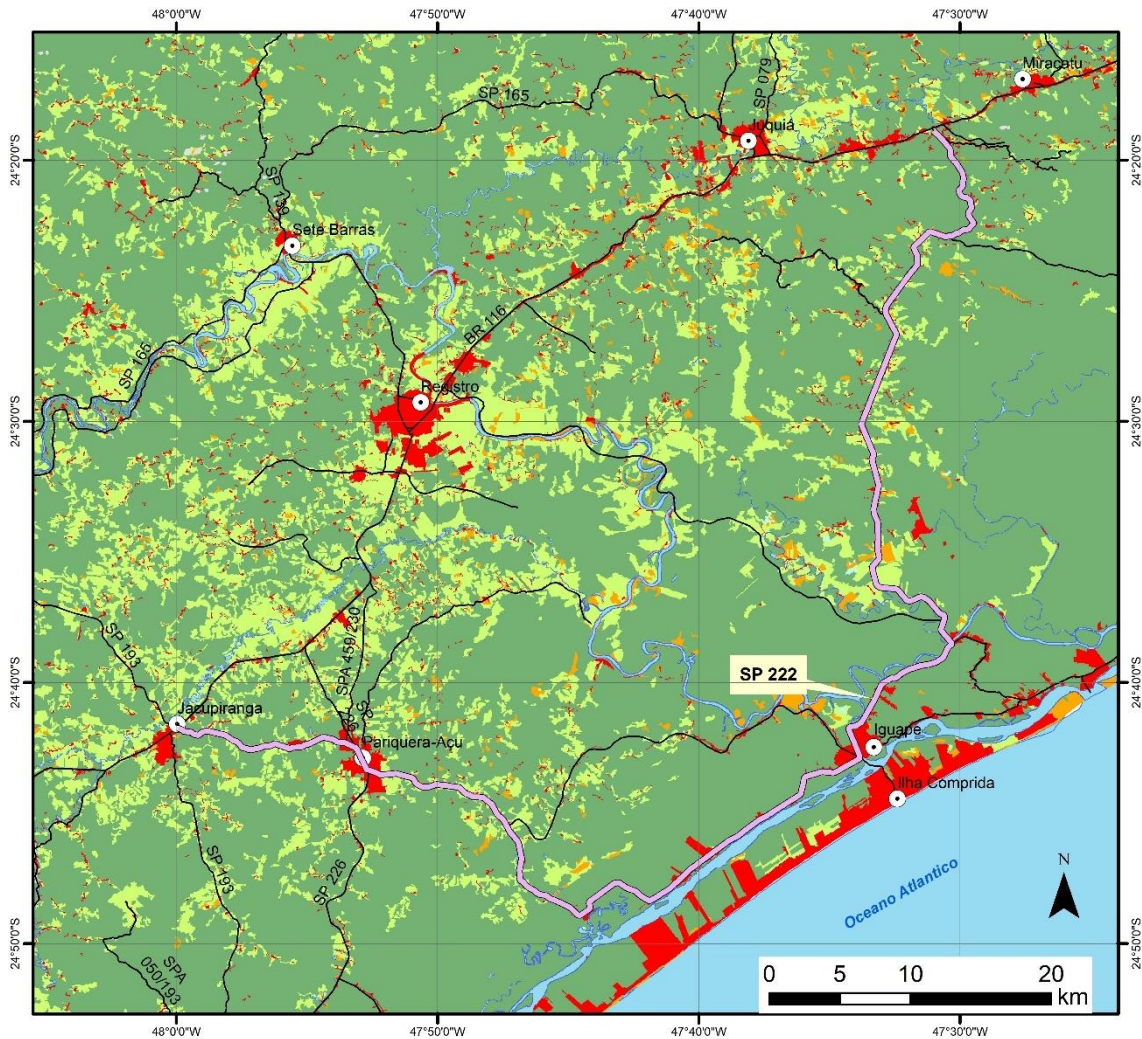 48°0'0"W
47°50'0"W
47°40'0"W
47°30'0"W
Miracatu
SP 165
SP 079
Juquiá
24°20'0"S
24°20'0"S
SP 139
Sete Barras
BR 116
SP 165
Registro
24°30'0"S
24°30'0"S
SP 193
SPA 459/230
24°40'0"S
24°40'0"S
SP 222
Jacupiranga
SP
Pariquera-Açu
Iguape
Ilha Comprida
SP 193
SP 226
Oceano Atlantico
N
24°50'0"S
24°50'0"S
SPA
050/193
0 5 10 20
km
48°0'0"W
47°50'0"W
47°40'0"W
47°30'0"W